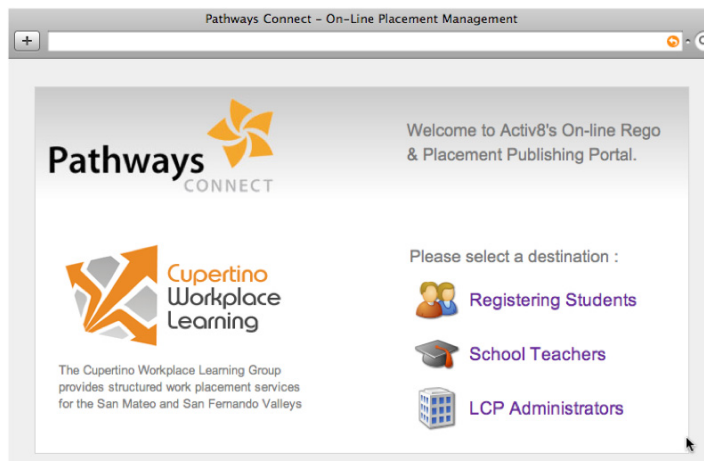 Pathways Connect – On-Line Placement Management
Pathways
CONNECT
Welcome to Activ8's On-line Rego
& Placement Publishing Portal.
Cupertino
Workplace
Learning
The Cupertino Workplace Learning Group
provides structured work placement services
for the San Mateo and San Fernando Valleys
Please select a destination :
Registering Students
School Teachers
LCP Administrators